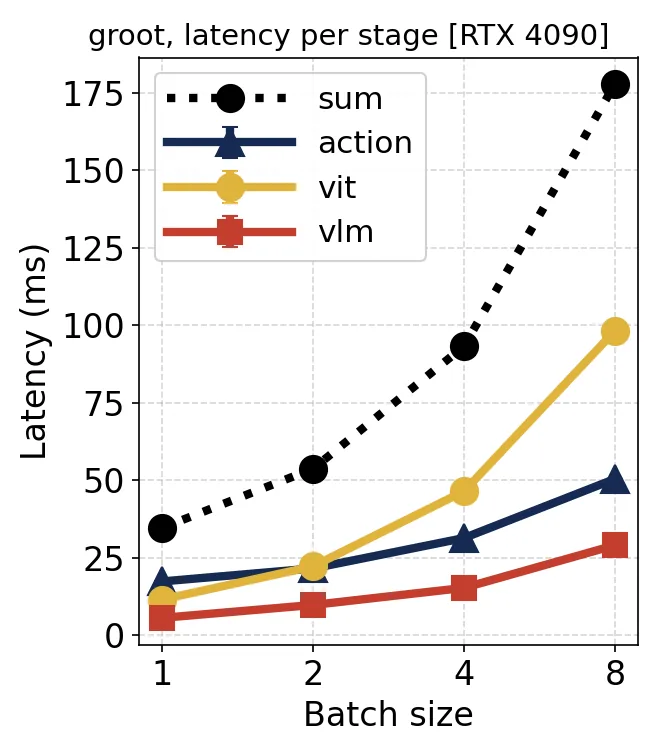 groot, latency per stage [RTX 4090]
sum
action
vit
vlm
175
150
125
100
75
50
25
0
Latency (ms)
1 2 4 8
Batch size